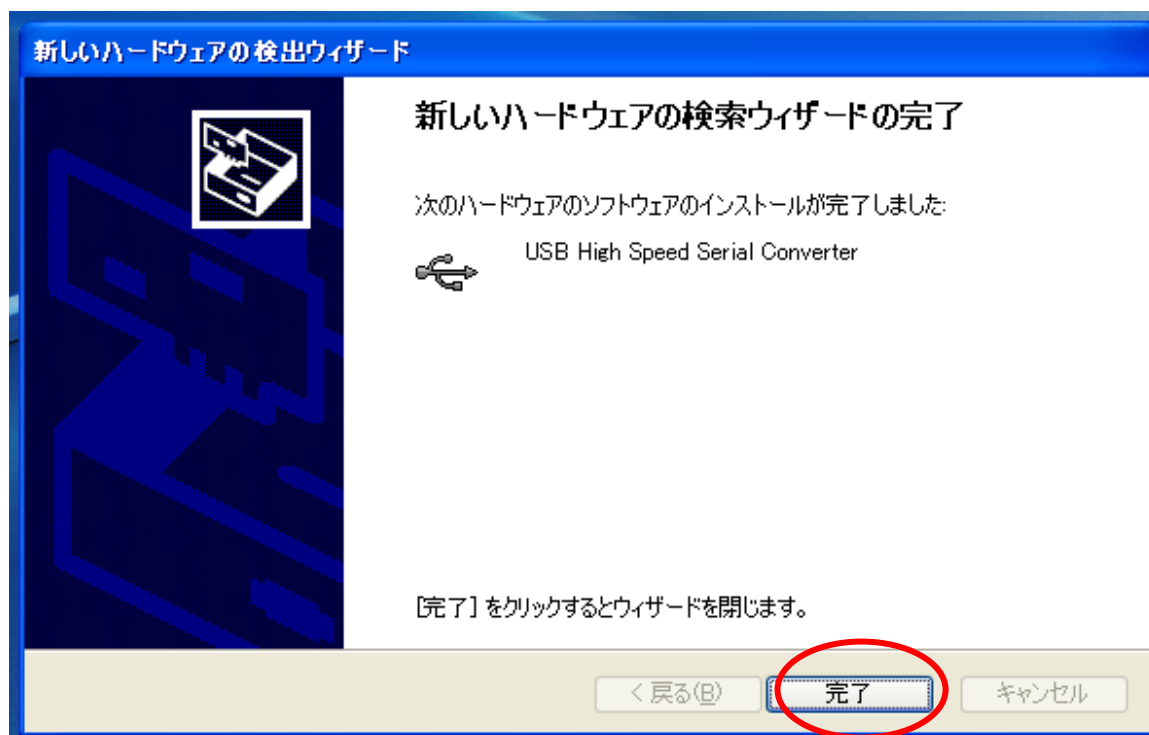 新しいハードウェアの検出ウィザード
新しいハードウェアの検索ウィザードの完了
次のハードウェアのソフトウェアのインストールが完了しました:
USB High Speed Serial Converter
[完了] をクリックするとウィザードを閉じます。
< 戻る(B) 完了 キャンセル